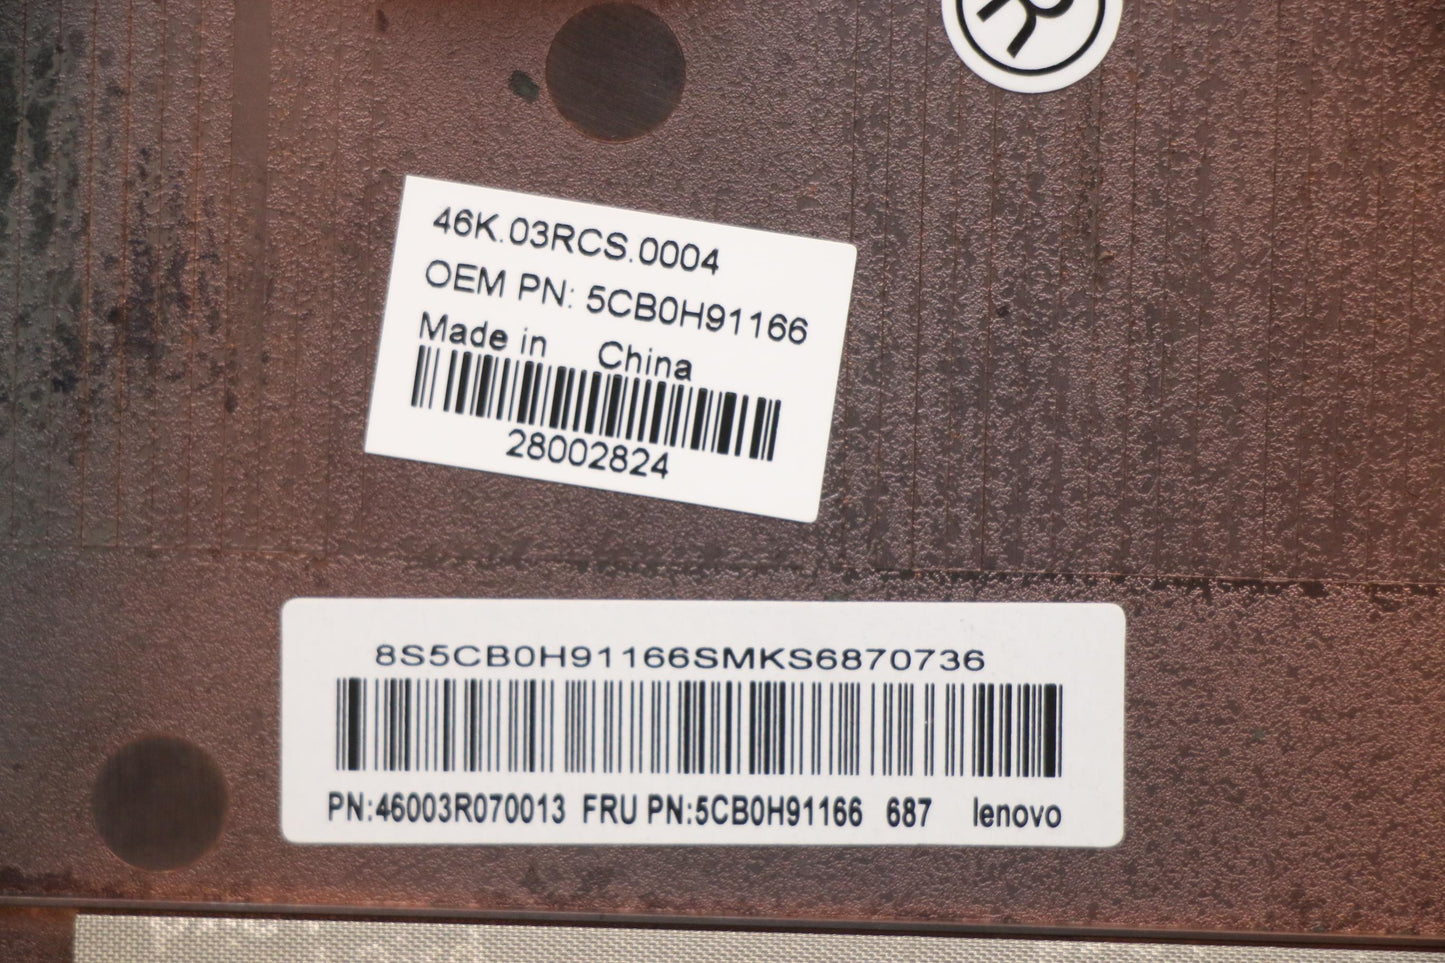 R
46K.03RCS.0004
OEM PN: 5CB0H91166
Made in China
28002824
8S5CB0H91166SMKS6870736
PN:46003R070013 FRU PN:5CB0H91166 687 lenovo